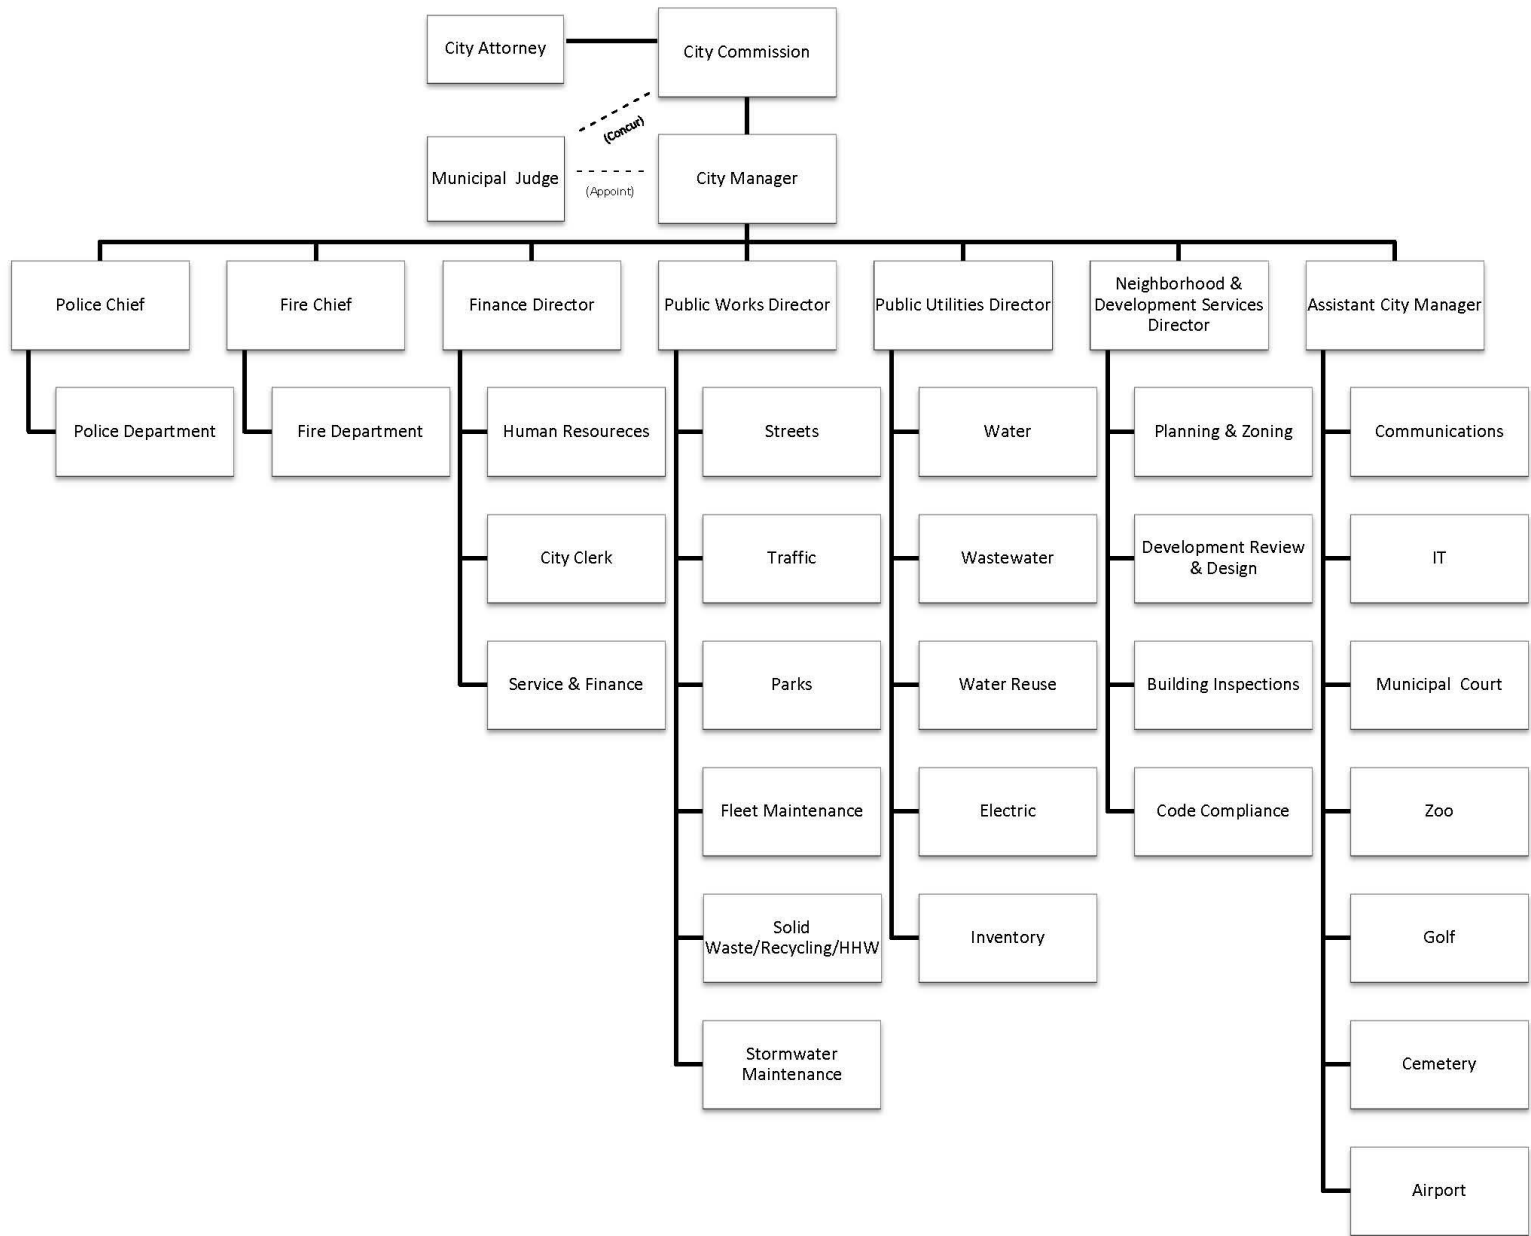 City Attorney
City Commission
(Concur)
Municipal Judge
(Appoint)
City Manager
Police Chief
Fire Chief
Finance Director
Public Works Director
Public Utilities Director
Neighborhood &
Development Services
Director
Assistant City Manager
Police Department
Fire Department
Human Resoureces
Streets
Water
Planning & Zoning
Communications
City Clerk
Traffic
Wastewater
Development Review
& Design
IT
Service & Finance
Parks
Water Reuse
Building Inspections
Municipal Court
Fleet Maintenance
Electric
Code Compliance
Zoo
Solid
Waste/Recycling/HHW
Inventory
Golf
Stormwater
Maintenance
Cemetery
Airport